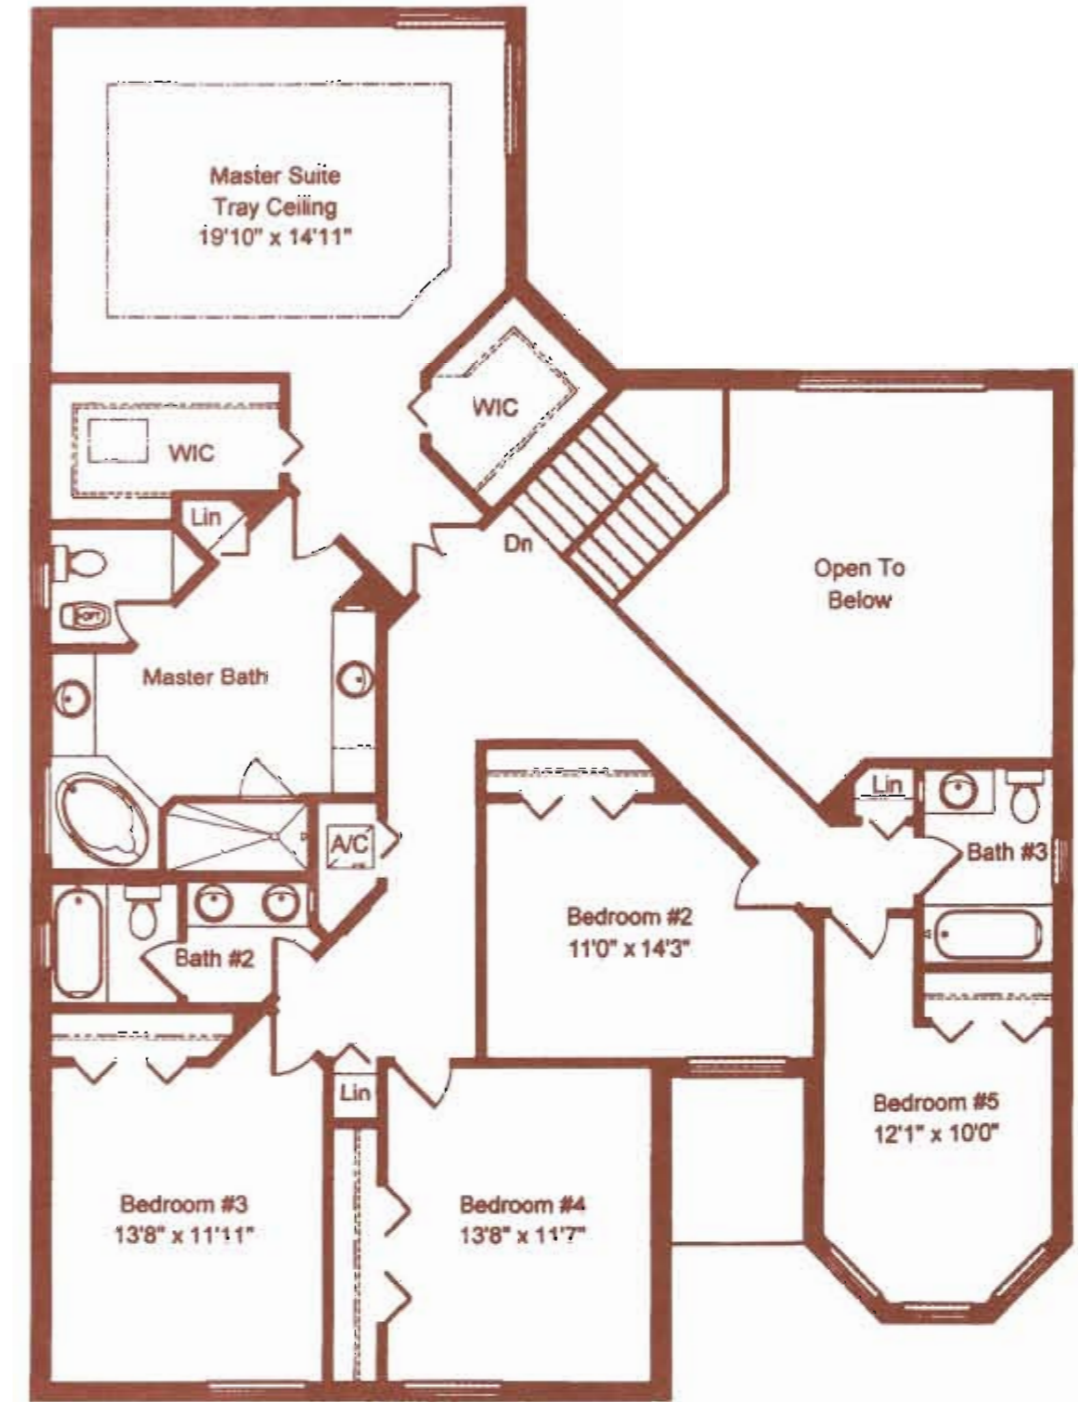 Master Suite
Tray Ceiling
19'10" x 14'11"
WIC
WIC
Lin
Dn
OPT
Open To
Below
Master Bath
Lin
A/C
Bath #3
Bedroom #2
11'0" x 14'3"
Bath #2
Lin
Bedroom #5
12'1" x 10'0"
Bedroom #3
13'8" x 11'11"
Bedroom #4
13'8" x 11'7"